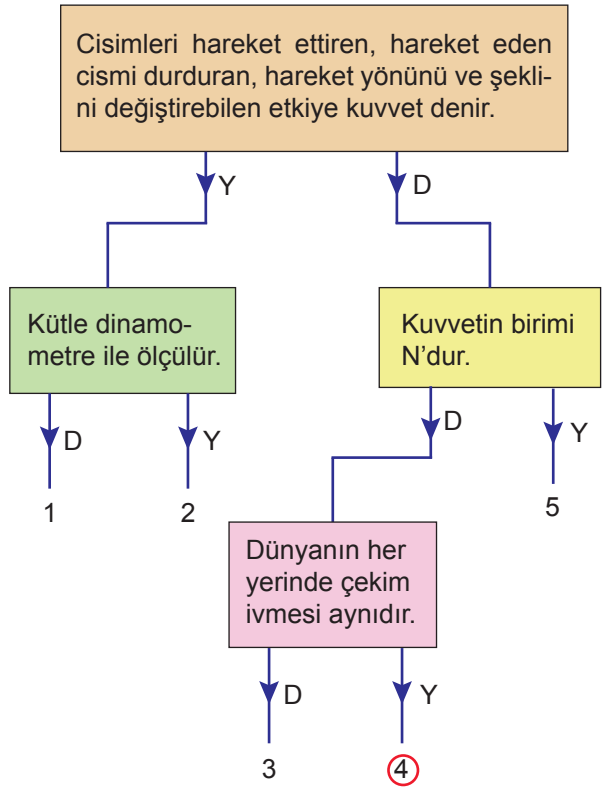 Cisimleri hareket ettiren, hareket eden
cismi durduran, hareket yönünü ve şekli-
ni değiştirebilen etkiye kuvvet denir.
Y
D
Kütle dinamo-
metre ile ölçülür.
Kuvvetin birimi
N’dur.
D
Y
D
Y
1
2
5
Dünyanın her
yerinde çekim
ivmesi aynıdır.
D
Y
3
4